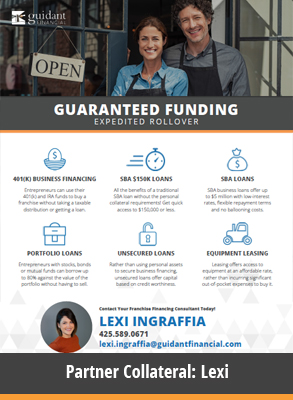 guidant
FINANCIAL
OPEN
GUARANTEED FUNDING
EXPEDITED ROLLOVER
401(K) BUSINESS FINANCING
Entrepreneurs can use their
401(k) and IRA funds to buy a
franchise without taking a taxable
distribution or getting a loan.
SBA $150K LOANS
All the benefits of a traditional
SBA loan without the personal
collateral requirements! Get quick
access to $150,000 or less.
SBA LOANS
SBA business loans offer up
to $5 million with low-interest
rates, flexible repayment terms
and no ballooning costs.
PORTFOLIO LOANS
Entrepreneurs with stocks, bonds
or mutual funds can borrow up
to 80% against the value of the
portfolio without having to sell.
UNSECURED LOANS
Rather than using personal assets
to secure business financing,
unsecured loans offer capital
based on credit worthiness.
EQUIPMENT LEASING
Leasing offers access to
equipment at an affordable rate,
rather than incurring significant
out of pocket expenses to buy it.
Contact Your Franchise Financing Consultant Today!
LEXI INGRAFFIA
425.589.0671
lexi.ingraffia@guidantfinancial.com
Partner Collateral: Lexi